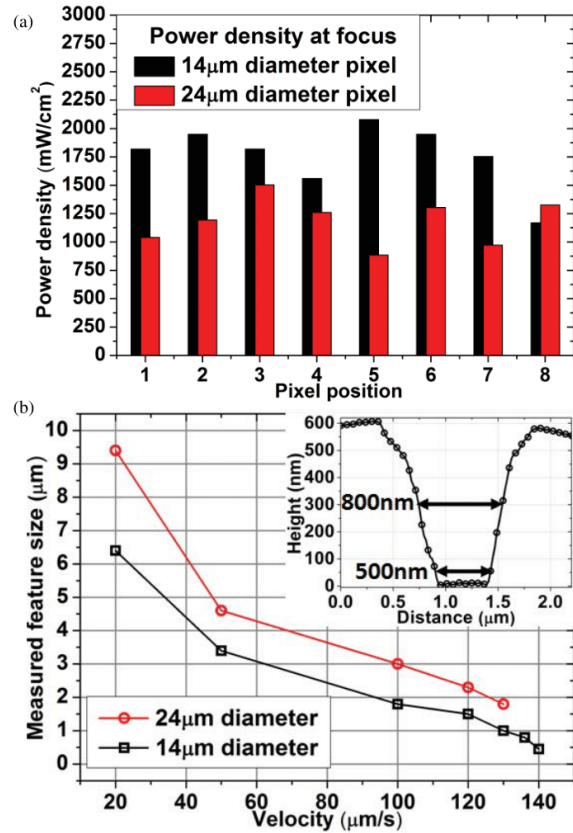 (a)
Power density at focus
14μm diameter pixel
24μm diameter pixel
Power density (mW/cm²)
3000
2750
2500
2250
2000
1750
1500
1250
1000
750
500
250
0
1 2 3 4 5 6 7 8
Pixel position
(b)
Measured feature size (μm)
10
9
8
7
6
5
4
3
2
1
0
24μm diameter
14μm diameter
20 40 60 80 100 120 140
Velocity (μm/s)
Height (nm)
600
500
400
300
200
100
0
800nm
500nm
0.0 0.5 1.0 1.5 2.0
Distance (μm)